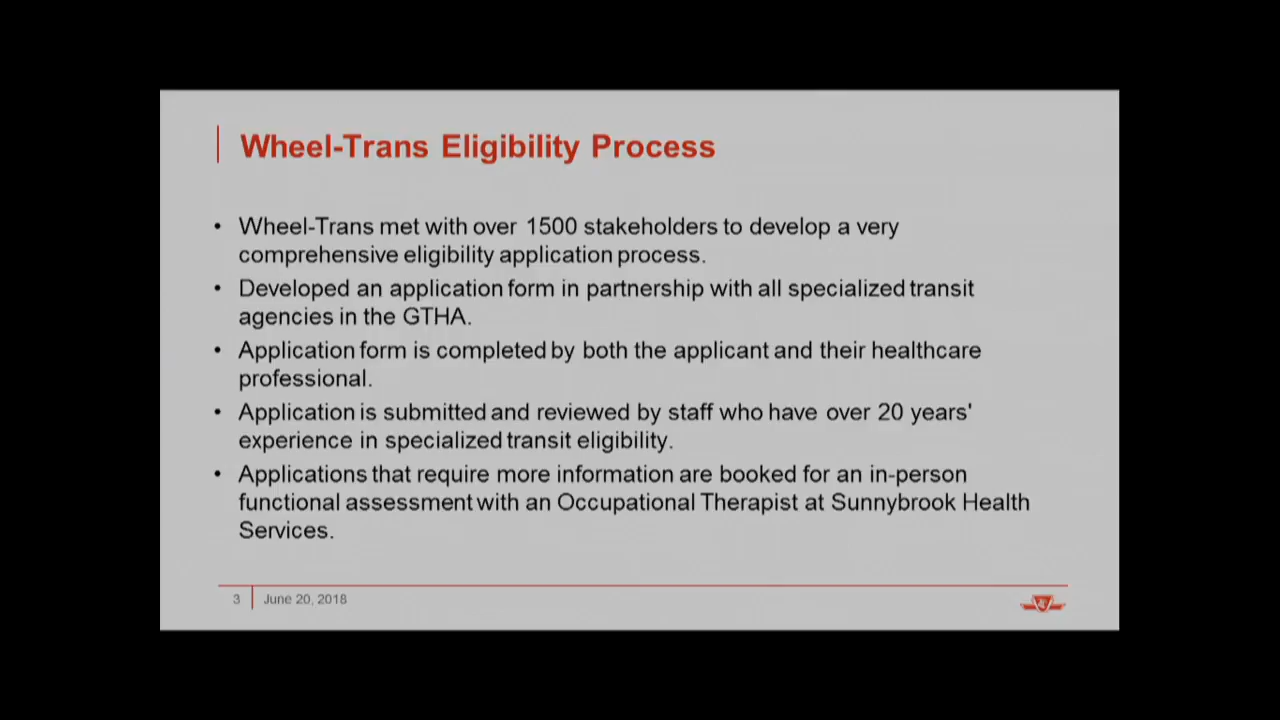 Wheel-Trans Eligibility Process
• Wheel-Trans met with over 1500 stakeholders to develop a very
comprehensive eligibility application process.
• Developed an application form in partnership with all specialized transit
agencies in the GTHA.
• Application form is completed by both the applicant and their healthcare
professional.
• Application is submitted and reviewed by staff who have over 20 years'
experience in specialized transit eligibility.
• Applications that require more information are booked for an in-person
functional assessment with an Occupational Therapist at Sunnybrook Health
Services.
3 June 20, 2018